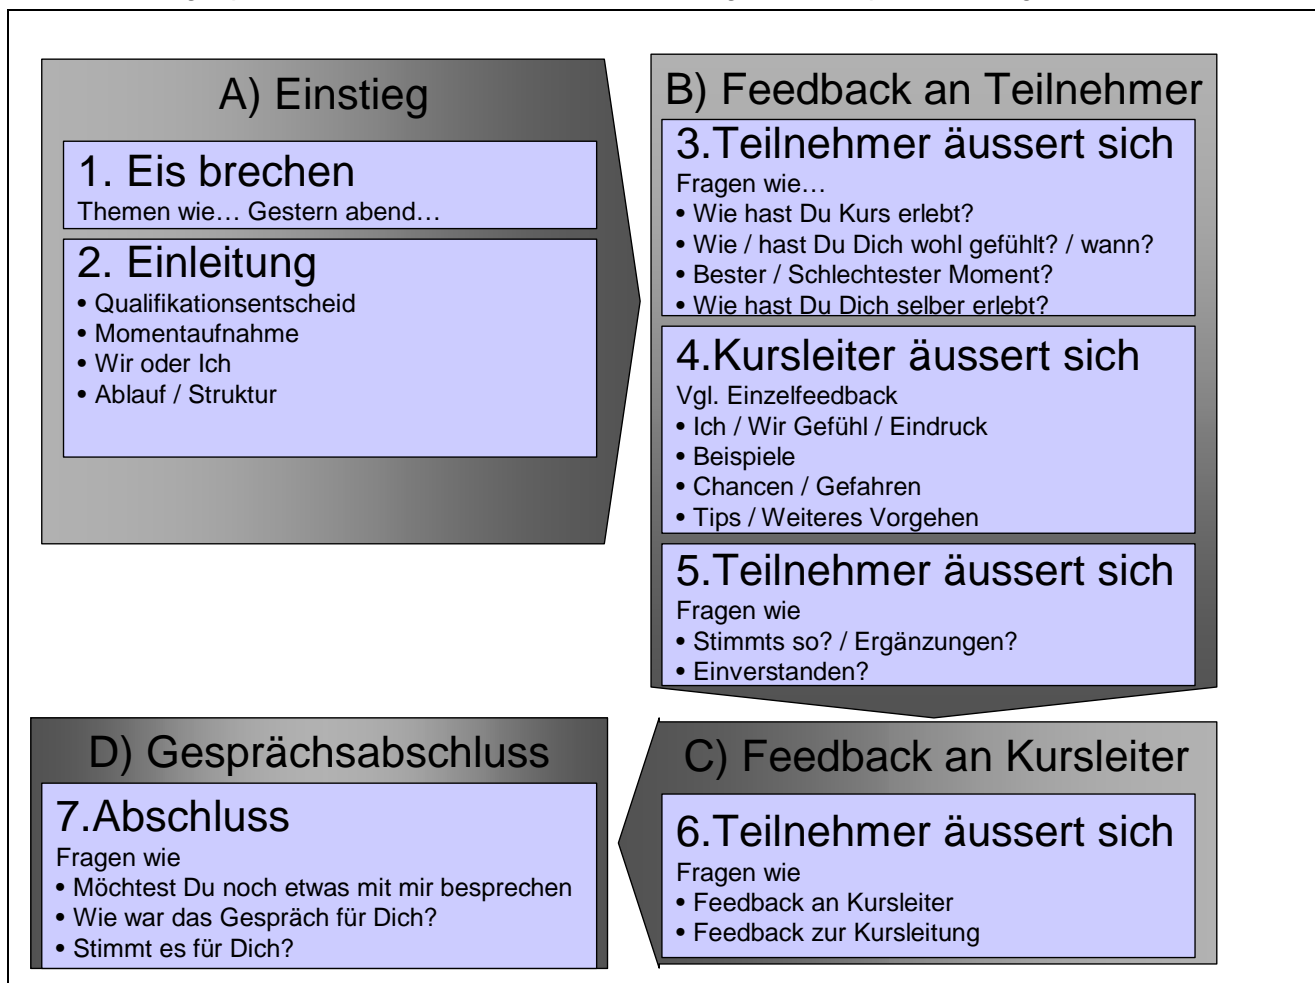 A) Einstieg
1. Eis brechen
Themen wie… Gestern abend…
2. Einleitung
• Qualifikationsentscheid
• Momentaufnahme
• Wir oder Ich
• Ablauf / Struktur
B) Feedback an Teilnehmer
3.Teilnehmer äussert sich
Fragen wie…
• Wie hast Du Kurs erlebt?
• Wie / hast Du Dich wohl gefühlt? / wann?
• Bester / Schlechtester Moment?
• Wie hast Du Dich selber erlebt?
4.Kursleiter äussert sich
Vgl. Einzelfeedback
• Ich / Wir Gefühl / Eindruck
• Beispiele
• Chancen / Gefahren
• Tips / Weiteres Vorgehen
5.Teilnehmer äussert sich
Fragen wie
• Stimmts so? / Ergänzungen?
• Einverstanden?
C) Feedback an Kursleiter
6.Teilnehmer äussert sich
Fragen wie
• Feedback an Kursleiter
• Feedback zur Kursleitung
D) Gesprächsabschluss
7.Abschluss
Fragen wie
• Möchtest Du noch etwas mit mir besprechen
• Wie war das Gespräch für Dich?
• Stimmt es für Dich?